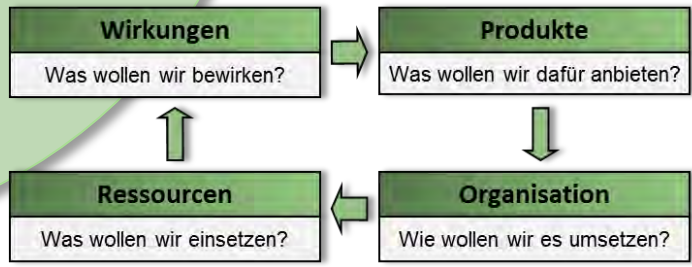 Wirkungen
Was wollen wir bewirken?
Produkte
Was wollen wir dafür anbieten?
Ressourcen
Was wollen wir einsetzen?
Organisation
Wie wollen wir es umsetzen?